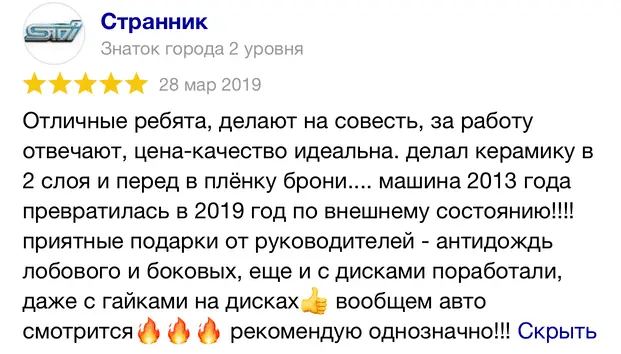 STI
Странник
Знаток города 2 уровня
28 мар 2019
Отличные ребята, делают на совесть, за работу
отвечают, цена-качество идеальна. делал керамику в
2 слоя и перед в плёнку брони.... машина 2013 года
превратилась в 2019 год по внешнему состоянию!!!!
приятные подарки от руководителей - антидождь
лобового и боковых, еще и с дисками поработали,
даже с гайками на дисках👍 вообщем авто
смотрится🔥🔥🔥 рекомендую однозначно!!! Скрыть